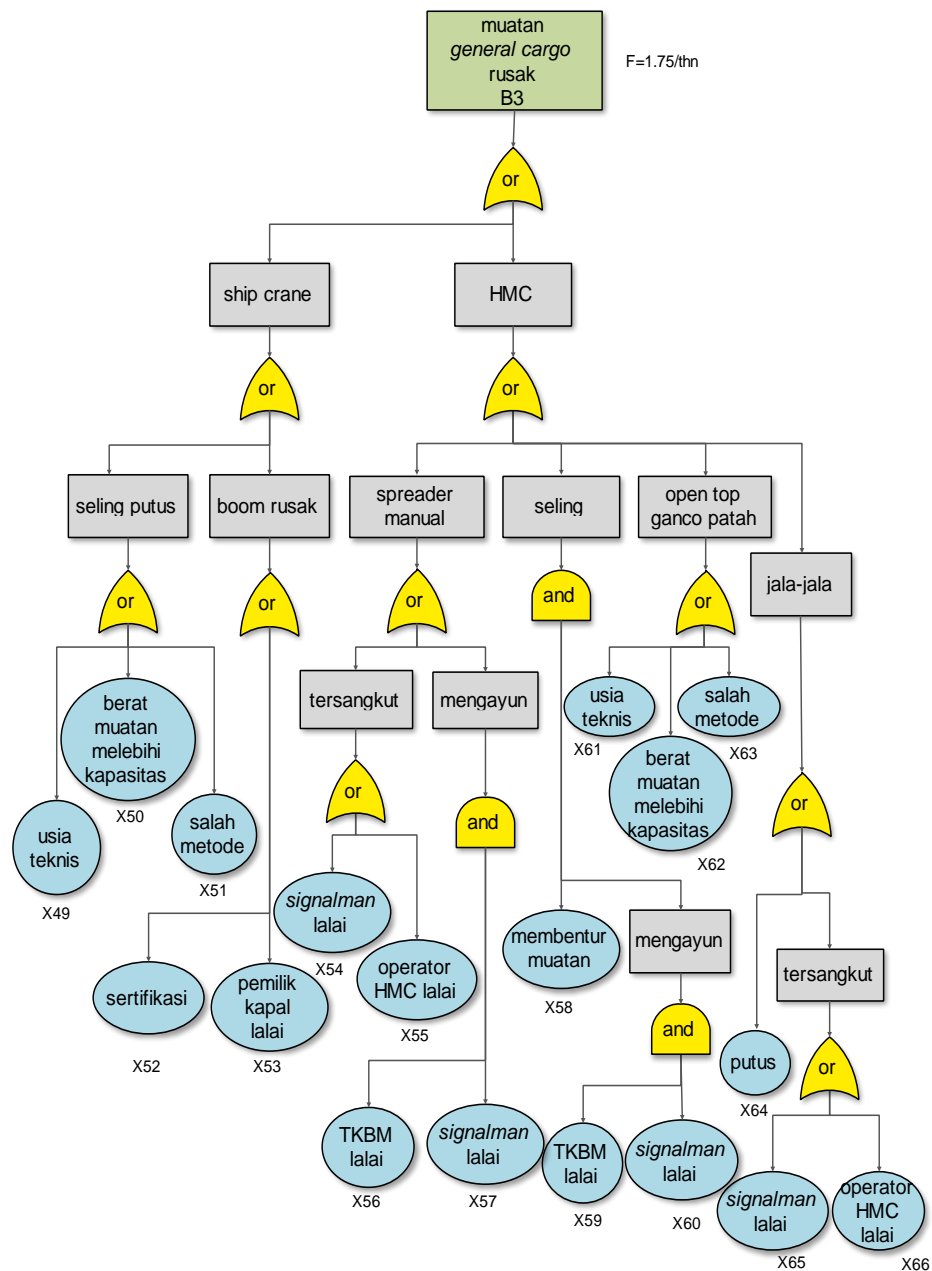 muatan
general cargo
rusak
B3
F=1.75/thn
or
ship crane
HMC
or
or
seling putus
boom rusak
spreader
manual
seling
open top
ganco patah
jala-jala
or
or
or
and
or
tersangkut
mengayun
usia
teknis
X61
salah
metode
X63
berat
muatan
melebihi
kapasitas
X50
berat
muatan
melebihi
kapasitas
X62
usia
teknis
X49
salah
metode
X51
or
and
or
signalman
lalai
X54
operator
HMC lalai
X55
membentur
muatan
X58
mengayun
tersangkut
sertifikasi
X52
pemilik
kapal
lalai
X53
and
putus
X64
or
TKBM
lalai
X56
signalman
lalai
X57
TKBM
lalai
X59
signalman
lalai
X60
signalman
lalai
X65
operator
HMC
lalai
X66